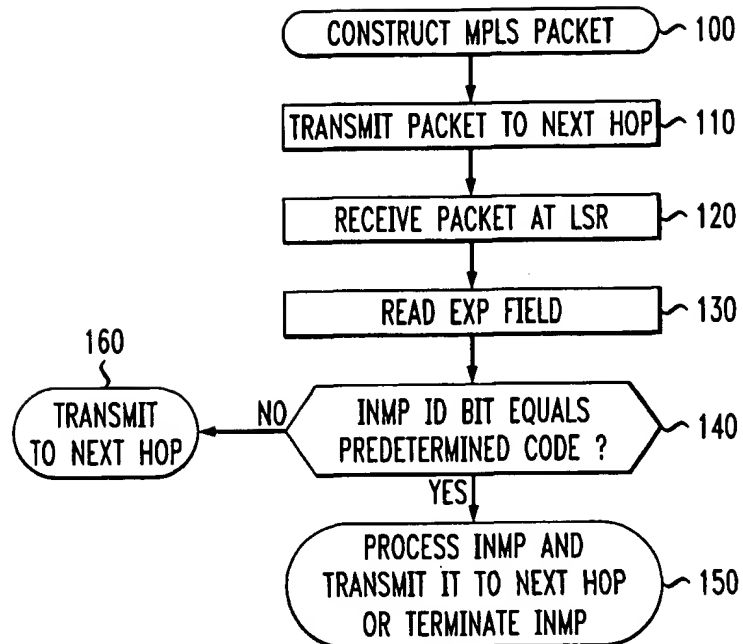 CONSTRUCT MPLS PACKET
100
TRANSMIT PACKET TO NEXT HOP
110
RECEIVE PACKET AT LSR
120
READ EXP FIELD
130
160
TRANSMIT
TO NEXT HOP
NO
INMP ID BIT EQUALS
PREDETERMINED CODE ?
140
YES
PROCESS INMP AND
TRANSMIT IT TO NEXT HOP
OR TERMINATE INMP
150